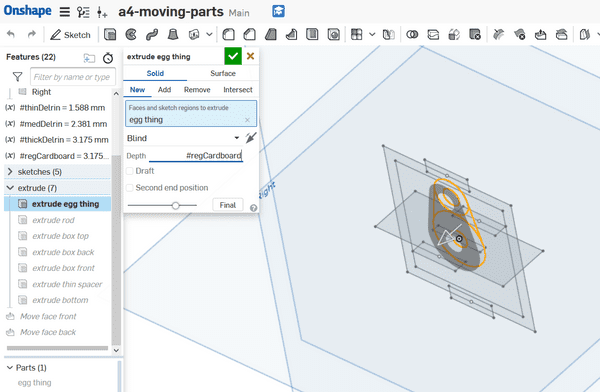 Onshape a4-moving-parts Main
Sketch
Features (22)
Filter by name or type
Right
(x) #thinDelrin = 1.588 mm
(x) #medDelrin = 2.381 mm
(x) #thickDelrin = 3.175 mm
(x) #regCardboard = 3.175...
sketches (5)
extrude (7)
extrude egg thing
extrude rod
extrude box top
extrude box back
extrude box front
extrude thin spacer
extrude bottom
Move face front
Move face back
Parts (1)
egg thing
extrude egg thing
Solid Surface
New Add Remove Intersect
Faces and sketch regions to extrude
egg thing
Blind
Depth #regCardboard
Draft
Second end position
Final
Right